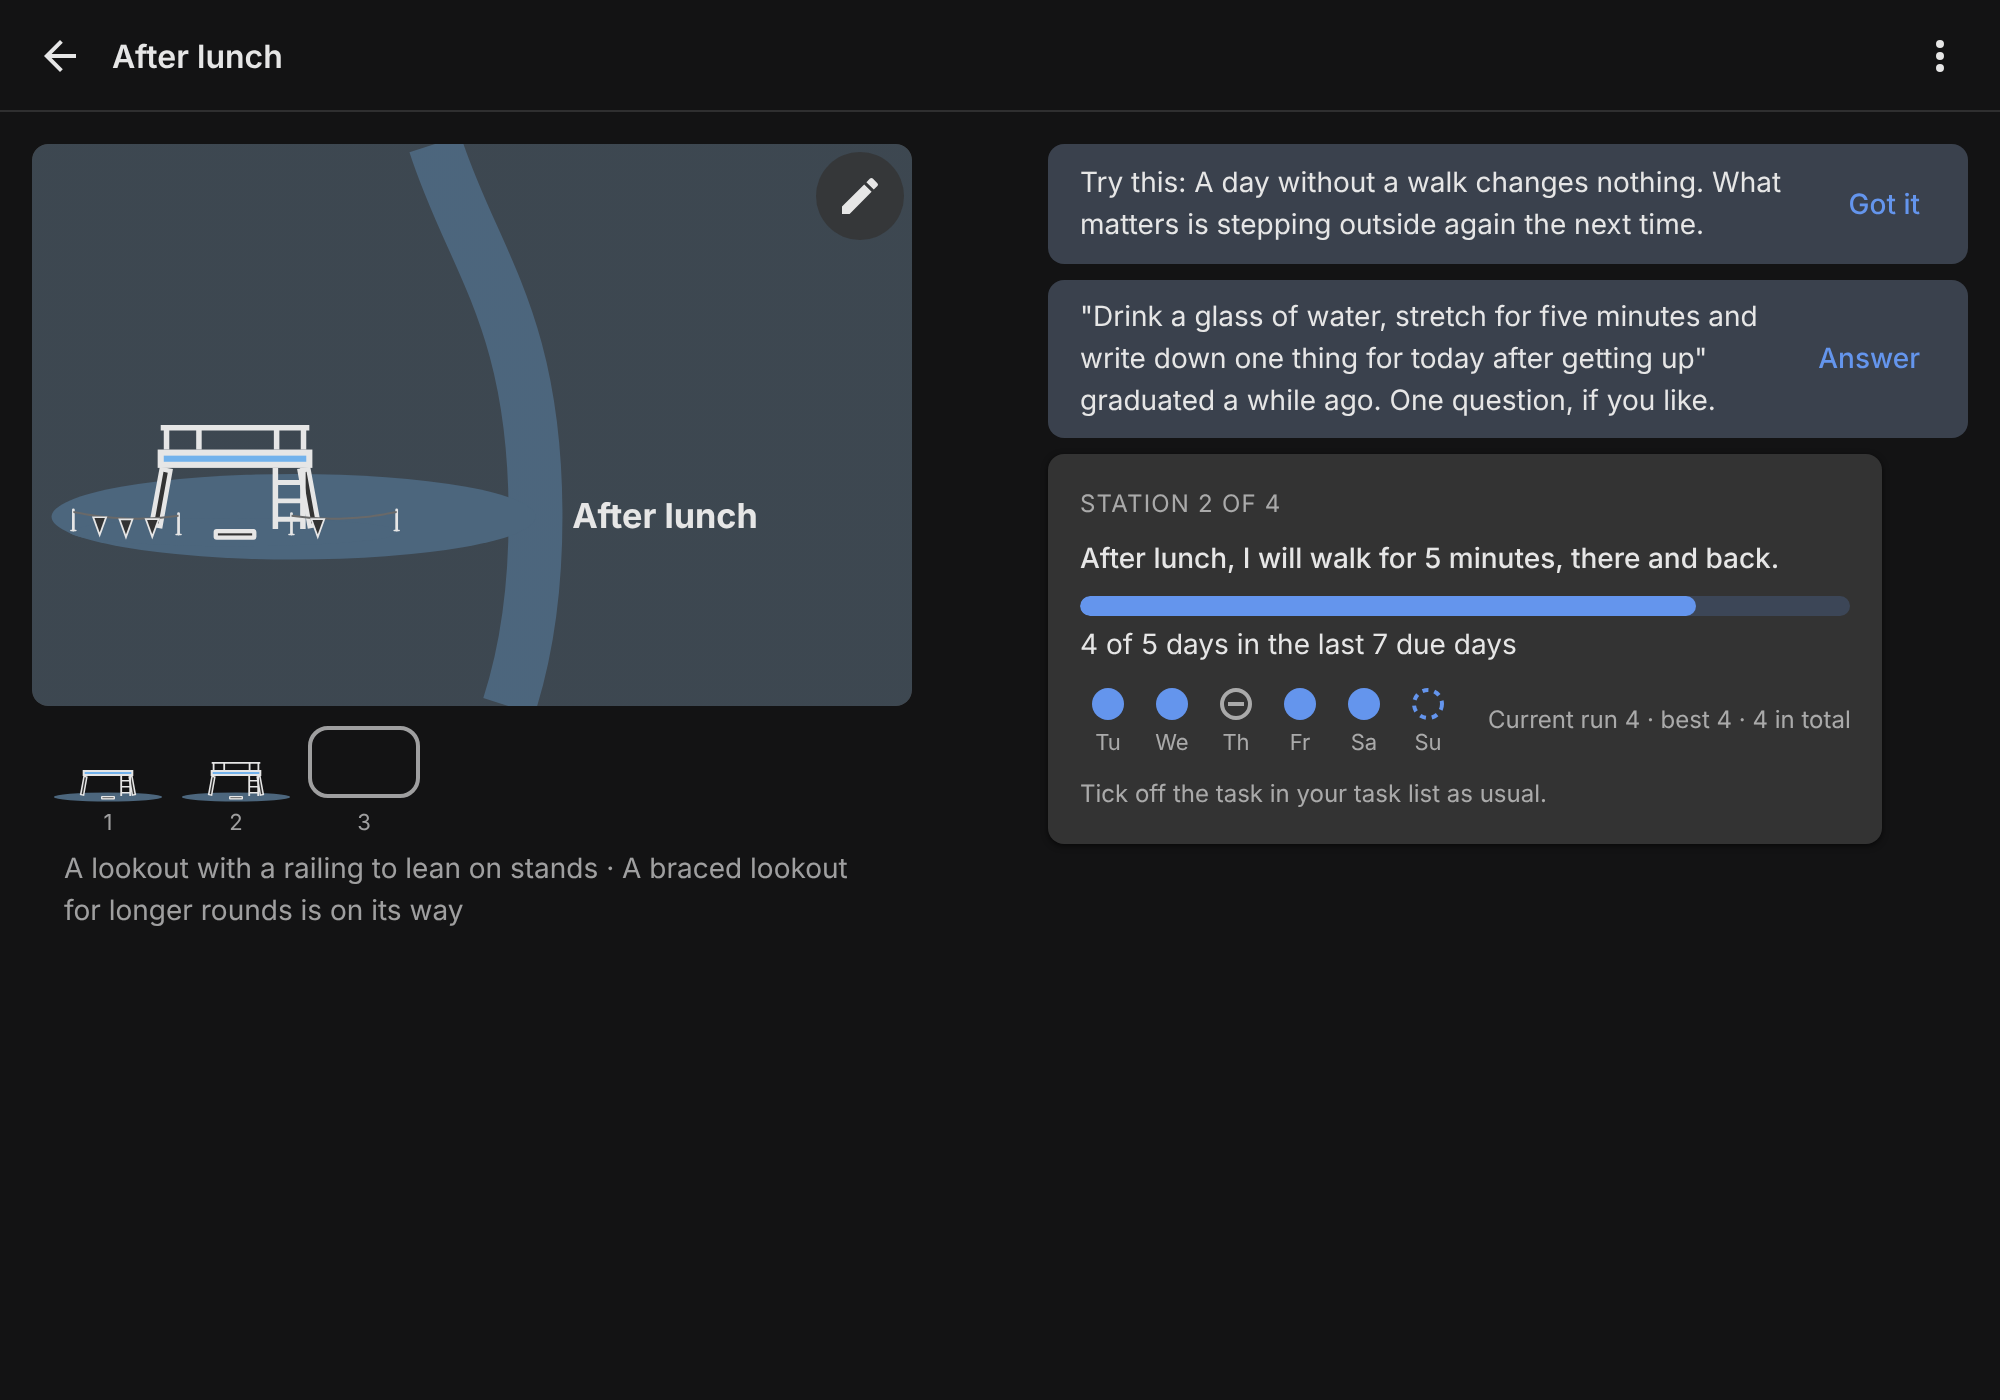 After lunch
After lunch
1
2
3
A lookout with a railing to lean on stands · A braced lookout
for longer rounds is on its way
Try this: A day without a walk changes nothing. What
matters is stepping outside again the next time.
Got it
"Drink a glass of water, stretch for five minutes and
write down one thing for today after getting up"
graduated a while ago. One question, if you like.
Answer
STATION 2 OF 4
After lunch, I will walk for 5 minutes, there and back.
4 of 5 days in the last 7 due days
Tu We Th Fr Sa Su
Current run 4 · best 4 · 4 in total
Tick off the task in your task list as usual.